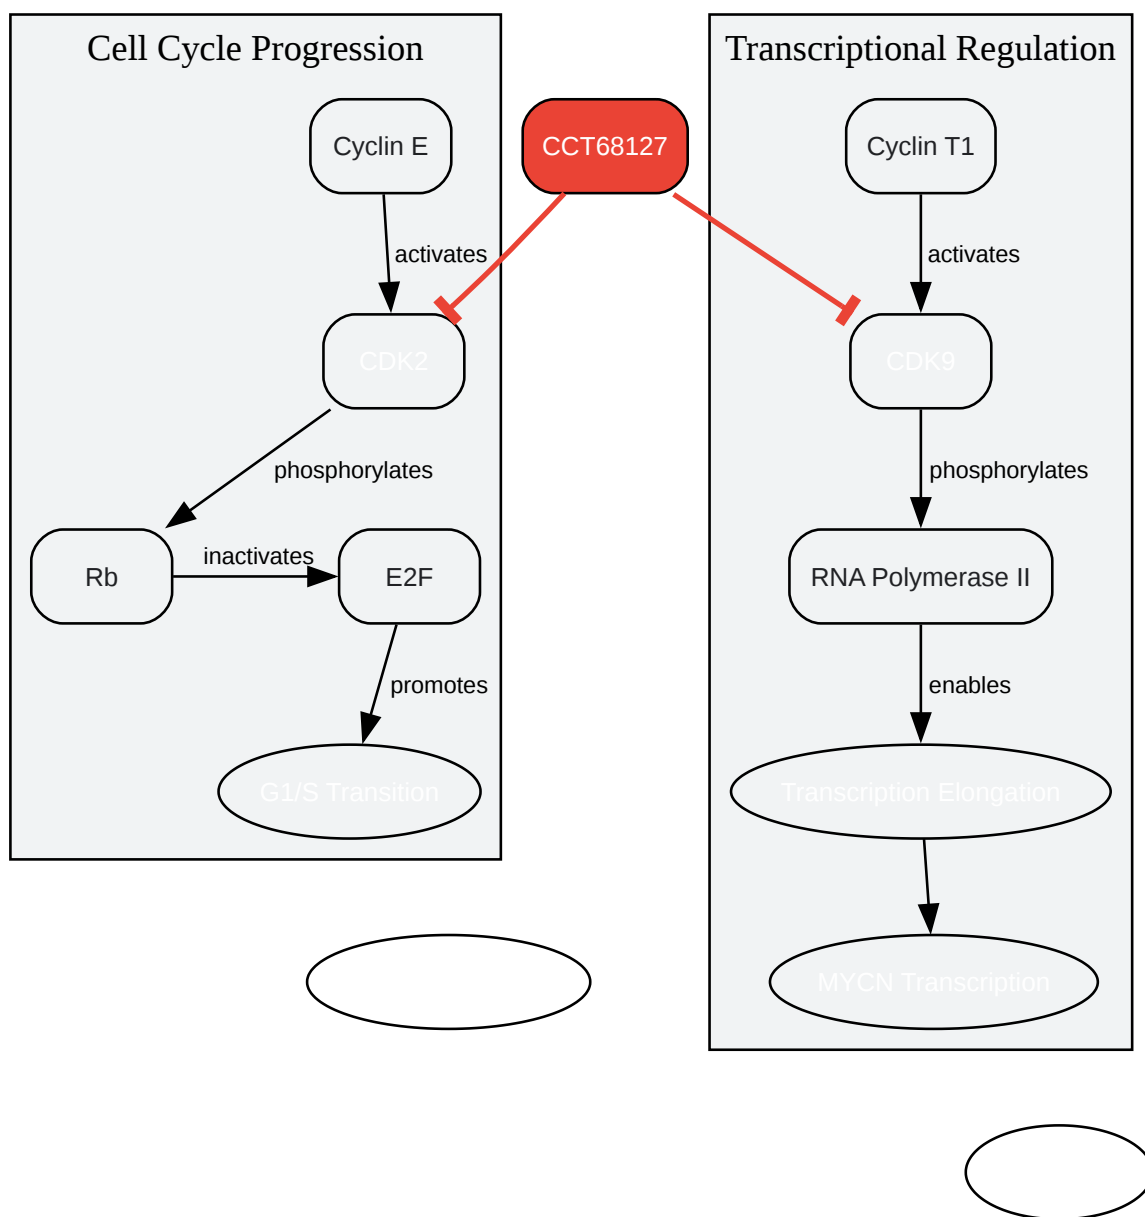 Cell Cycle Progression
Transcriptional Regulation
Cyclin E
CCT68127
Cyclin T1
activates
activates
CDK2
CDK9
phosphorylates
phosphorylates
Rb
inactivates
E2F
RNA Polymerase II
promotes
enables
G1/S Transition
Transcription Elongation
MYCN Transcription